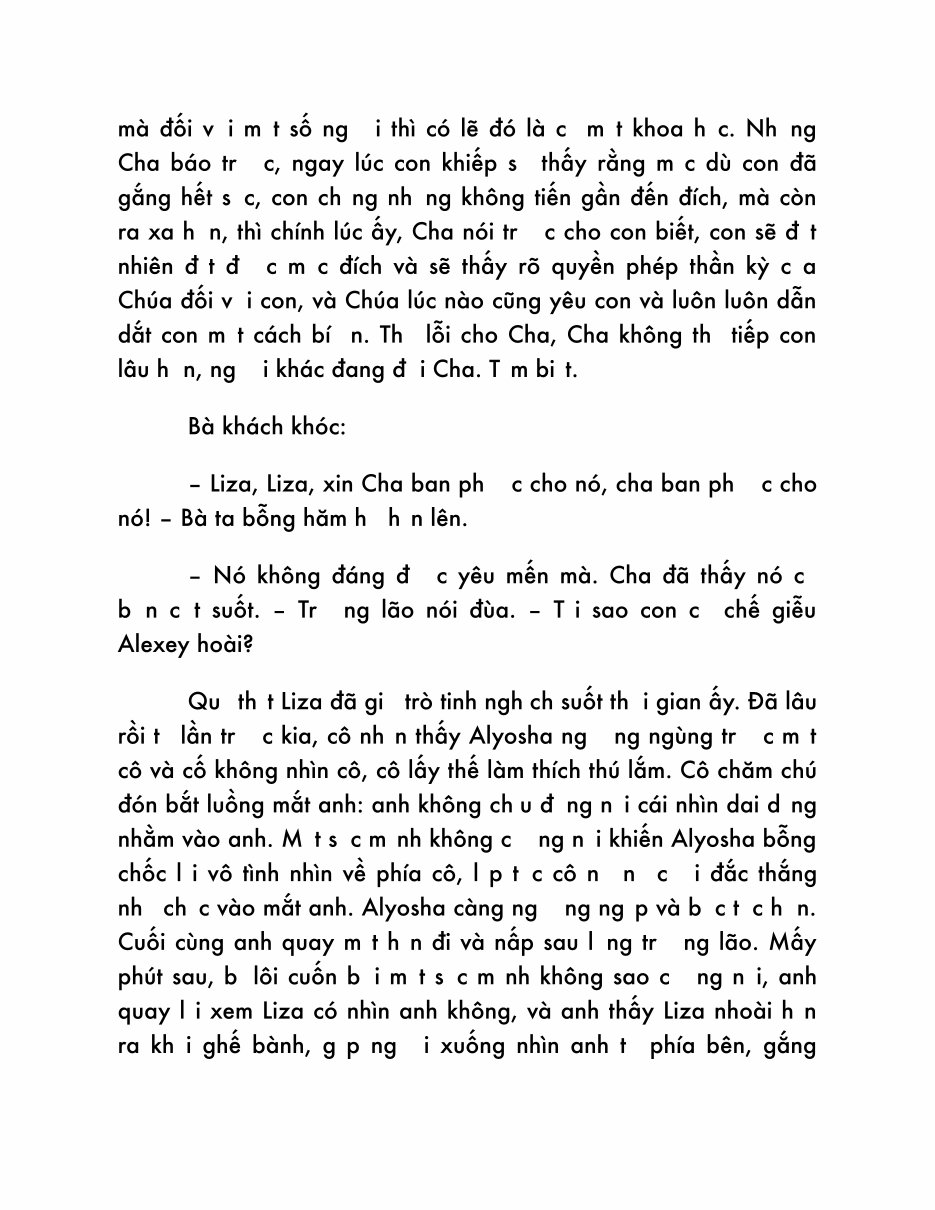 mà đối v i m t số ng i thì có lẽ đó là c m t khoa h c. Nh ng
Cha báo tr c, ngay lúc con khiếp s thấy rằng m c dù con đã
gắng hết s c, con ch ng nh ng không tiến gần đến đích, mà còn
ra xa h n, thì chính lúc ấy, Cha nói tr c cho con biết, con sẽ đ t
nhiên đ t đ c m c đích và sẽ thấy rõ quyền phép thần kỳ c a
Chúa đối v i con, và Chúa lúc nào cũng yêu con và luôn luôn dẫn
dắt con m t cách bí n. Th lỗi cho Cha, Cha không th tiếp con
lâu h n, ng i khác đang đ i Cha. T m bi t.
Bà khách khóc:
– Liza, Liza, xin Cha ban ph c cho nó, cha ban ph c cho
nó! – Bà ta bỗng hăm h h n lên.
– Nó không đáng đ c yêu mến mà. Cha đã thấy nó c
b n c t suốt. – Tr ng lão nói đùa. – T i sao con c chế giễu
Alexey hoài?
Qu th t Liza đã gi trò tinh ngh ch suốt th i gian ấy. Đã lâu
rồi t lần tr c kia, cô nh n thấy Alyosha ng ng ngùng tr c m t
cô và cố không nhìn cô, cô lấy thế làm thích thú lắm. Cô chăm chú
đón bắt luồng mắt anh: anh không ch u đ ng n i cái nhìn dai d ng
nhằm vào anh. M t s c m nh không c ng n i khiến Alyosha bỗng
chốc l i vô tình nhìn về phía cô, l p t c cô n n c i đắc thắng
nh ch c vào mắt anh. Alyosha càng ng ng ng p và b c t c h n.
Cuối cùng anh quay m t h n đi và nấp sau l ng tr ng lão. Mấy
phút sau, b lôi cuốn b i m t s c m nh không sao c ng n i, anh
quay l i xem Liza có nhìn anh không, và anh thấy Liza nhoài h n
ra kh i ghế bành, g p ng i xuống nhìn anh t phía bên, gắng